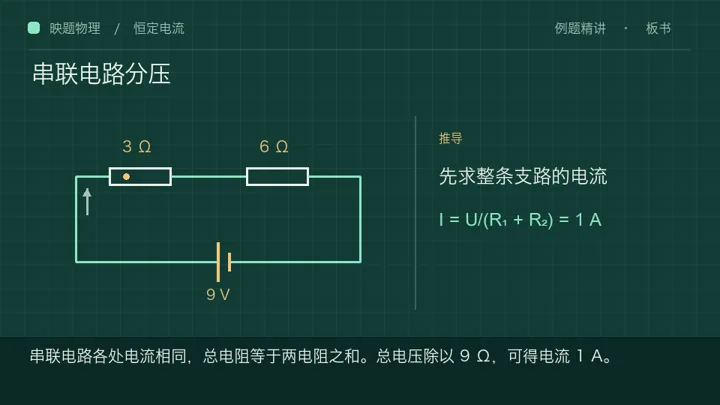 映题物理 / 恒定电流
例题精讲 · 板书
串联电路分压
3 Ω
6 Ω
9 V
推导
先求整条支路的电流
I = U/(R₁ + R₂) = 1 A
串联电路各处电流相同，总电阻等于两电阻之和。总电压除以 9 Ω，可得电流 1 A。